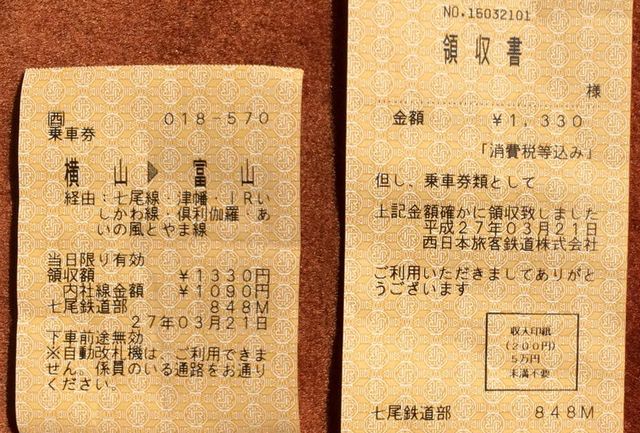 西 018-570
乗車券
横 山 ▶ 富 山
経由:七尾線・津幡・IRい
しかわ線・倶利伽羅・あ
いの風とやま線
当日限り有効
領収額 ¥1330円
内社線金額 ¥1090円
七尾鉄道部 848M
27年03月21日
下車前途無効
※自動改札機は、ご利用できま
せん。係員のいる通路をお通り
ください。
NO.15032101
領収書
様
金額 ¥1,330
「消費税等込み」
但し、乗車券類として
上記金額確かに領収致しました
平成27年03月21日
西日本旅客鉄道株式会社
ご利用いただきましてありがと
うございます
収入印紙
(200円)
5万円
未満不要
七尾鉄道部 848M